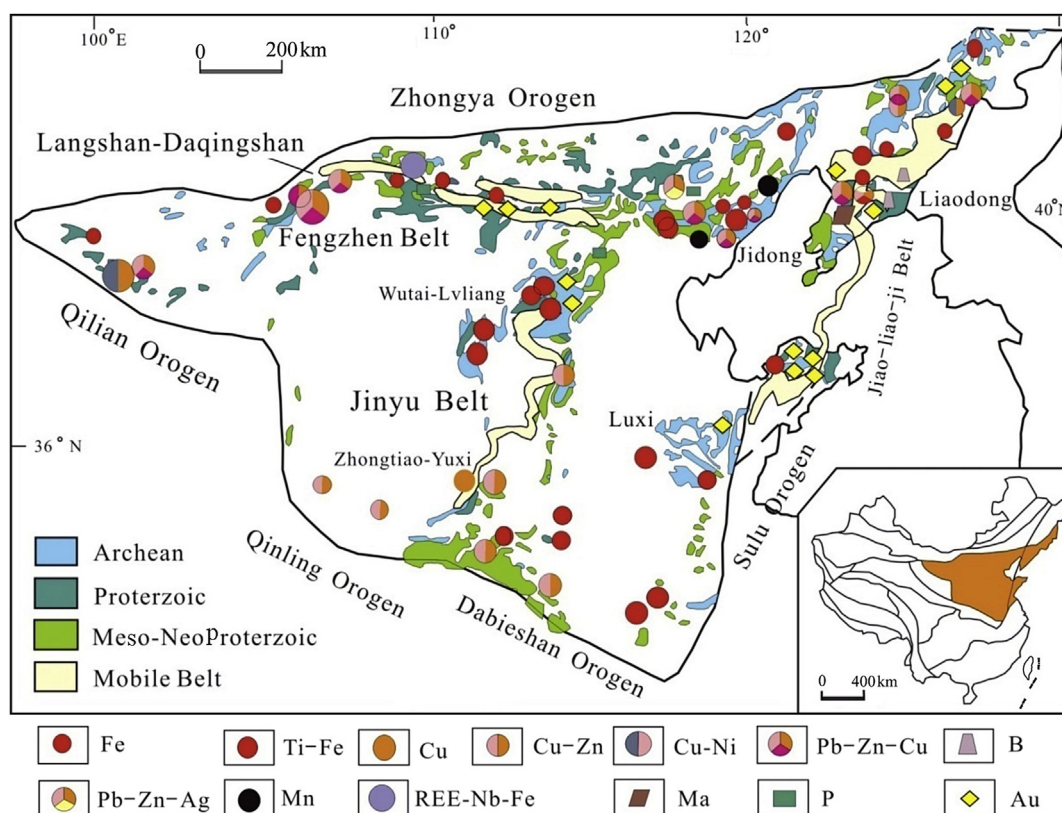 100°E
110°
120°
0 200km
Zhongya Orogen
Langshan-Daqingshan
Fengzhen Belt
Liaodong
40°N
Jidong
Wutai-Lvliang
Qilian Orogen
Jiao-liao-ji Belt
Jinyu Belt
Luxi
36°N
Zhongtiao-Yuxi
Sulu Orogen
Qinling Orogen
Dabieshan Orogen
Archean
Proterzoic
Meso-Neoproterzoic
Mobile Belt
0 400km
Fe
Ti-Fe
Cu
Cu-Zn
Cu-Ni
Pb-Zn-Cu
B
Pb-Zn-Ag
Mn
REE-Nb-Fe
Ma
P
Au